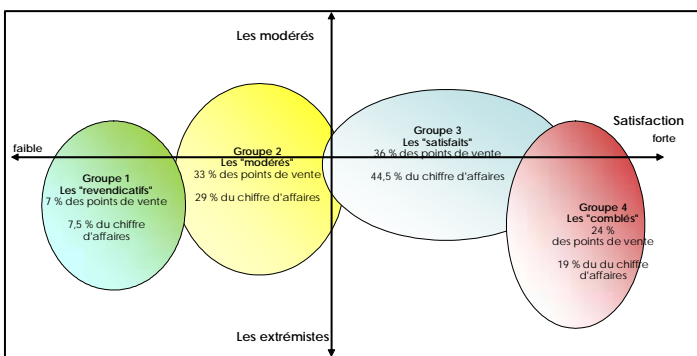 Les modérés
Satisfaction
faible
forte
Groupe 1
Les "revendicatifs"
7 % des points de vente
7,5 % du chiffre
d'affaires
Groupe 2
Les "modérés"
33 % des points de vente
29 % du chiffre d'affaires
Groupe 3
Les "satisfaits"
36 % des points de vente
44,5 % du chiffre d'affaires
Groupe 4
Les "comblés"
24 %
des points de vente
19 % du du chiffre
d'affaires
Les extrémistes